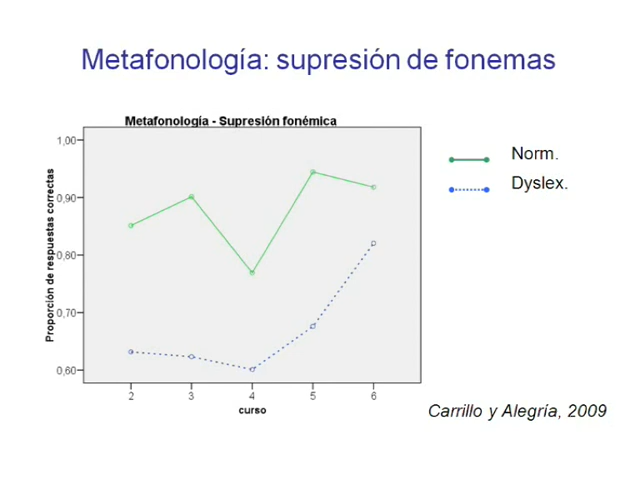 Metafonología: supresión de fonemas
Metafonología - Supresión fonémica
1,00
0,90
0,80
0,70
0,60
Proporción de respuestas correctas
2 3 4 5 6
curso
Norm.
Dyslex.
Carrillo y Alegría, 2009